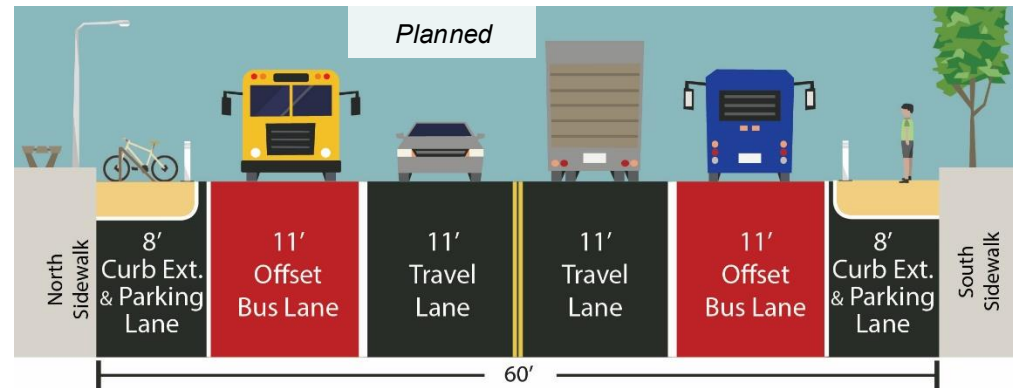 Planned
North
Sidewalk
8'
Curb Ext.
& Parking
Lane
11'
Offset
Bus Lane
11'
Travel
Lane
11'
Travel
Lane
11'
Offset
Bus Lane
8'
Curb Ext.
& Parking
Lane
South
Sidewalk
60'